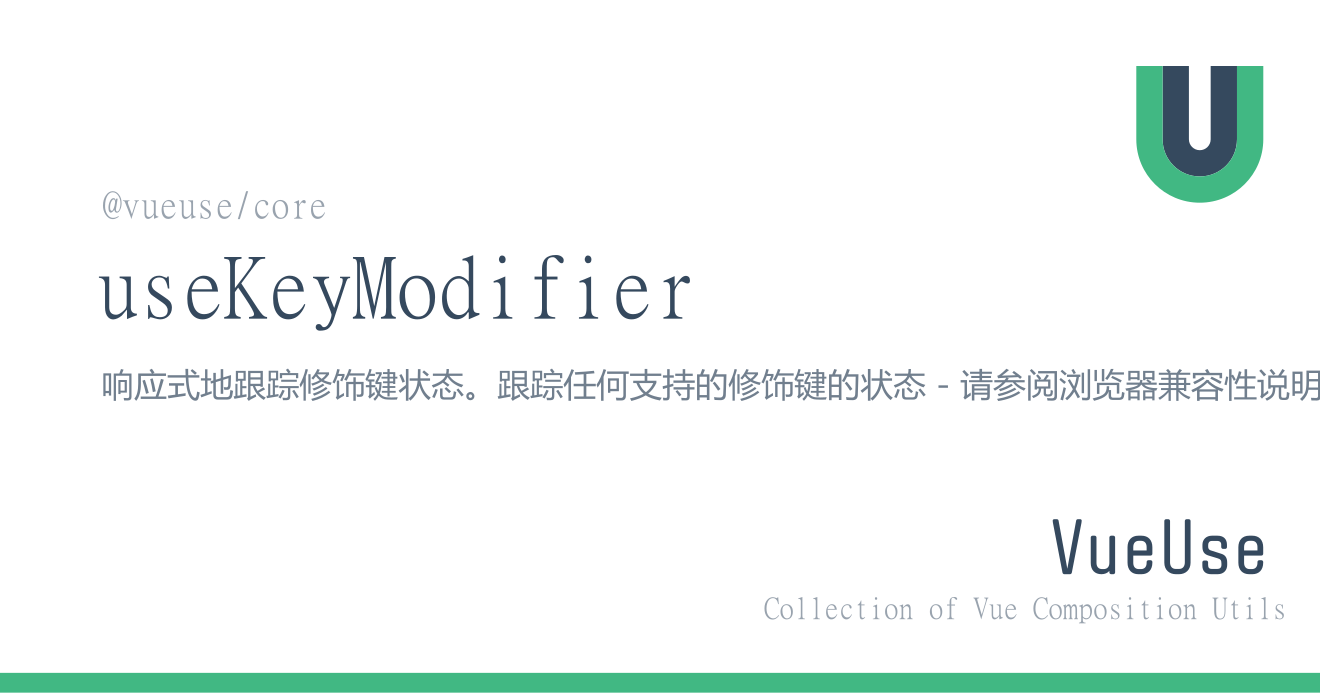 @vueuse/core
useKeyModifier
响应式地跟踪修饰键状态。跟踪任何支持的修饰键的状态 - 请参阅浏览器兼容性说明
VueUse
Collection of Vue Composition Utils